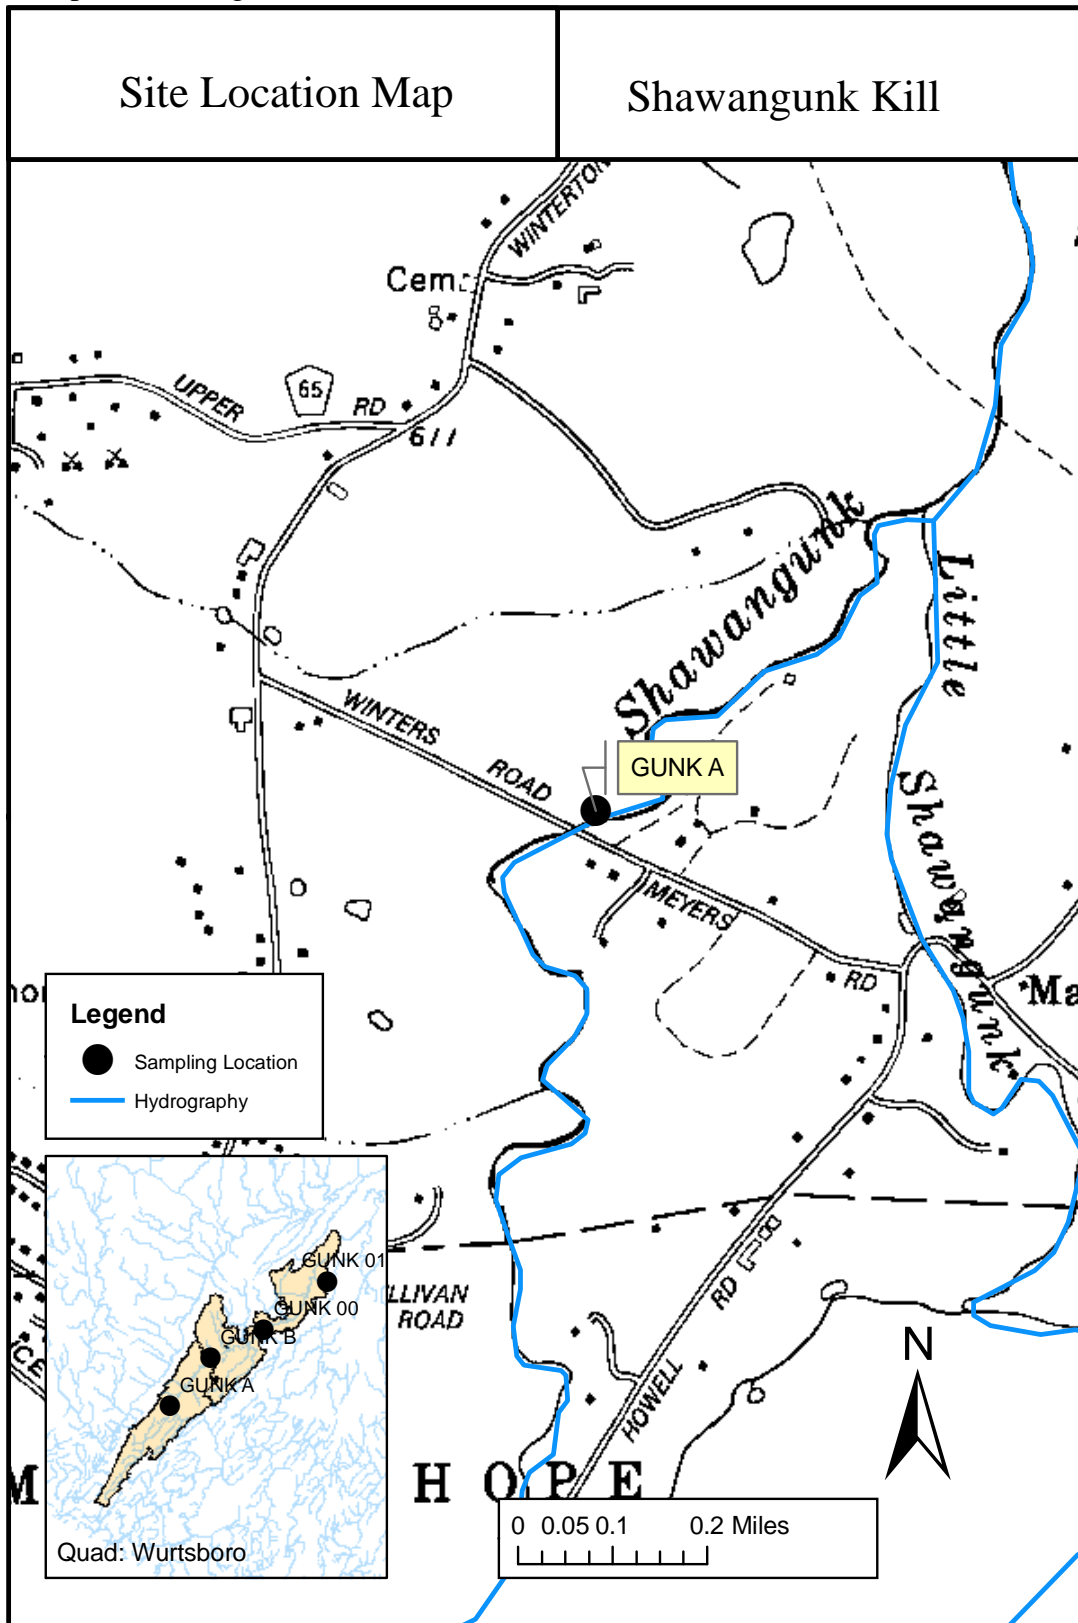 Site Location Map
Shawangunk Kill
WINTERTON
Cem
65
UPPER
RD
611
Shawangunk
Little
Shawangunk
WINTERS
ROAD
GUNK A
MEYERS
RD
Ma
Legend
Sampling Location
Hydrography
GUNK 01
GUNK 00
GUNK B
GUNK A
Quad: Wurtsboro
LLIVAN
ROAD
HOWELL
RD
N
M
HOPE
0 0.05 0.1 0.2 Miles